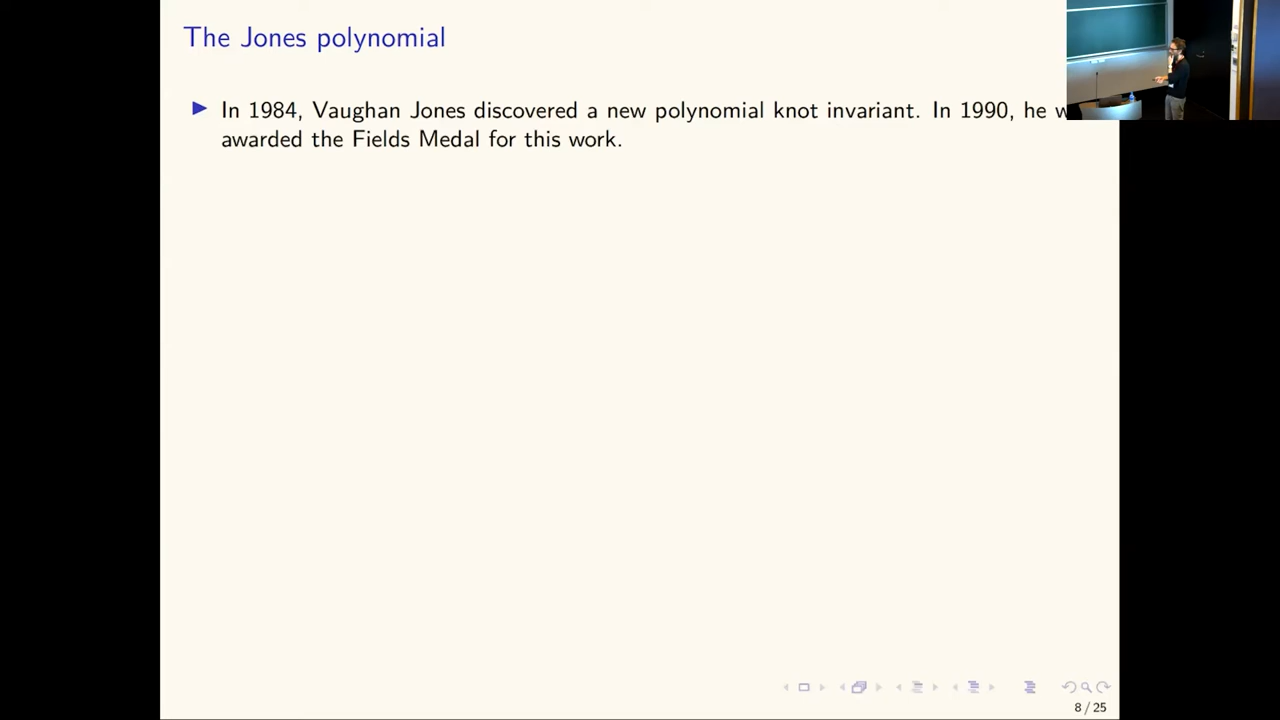 The Jones polynomial
In 1984, Vaughan Jones discovered a new polynomial knot invariant. In 1990, he
awarded the Fields Medal for this work.
8 / 25